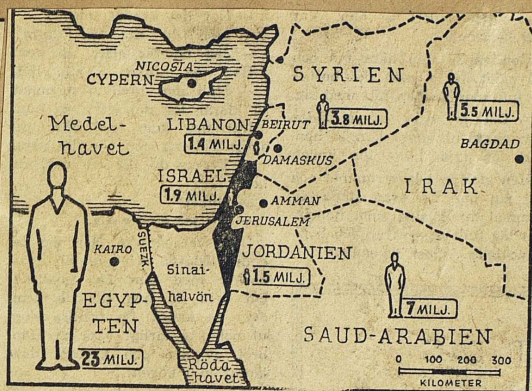 NICOSIA
CYPERN
SYRIEN
3.8 MILJ.
5.5 MILJ.
Medel-
havet
LIBANON
BEIRUT
1.4 MILJ.
DAMASKUS
BAGDAD
ISRAEL
1.9 MILJ.
IRAK
AMMAN
JERUSALEM
KAIRO
SUEZK.
Sinai-
halvön
JORDANIEN
1.5 MILJ.
EGYP-
TEN
23 MILJ.
7 MILJ.
SAUD-ARABIEN
Röda
havet
0 100 200 300
KILOMETER